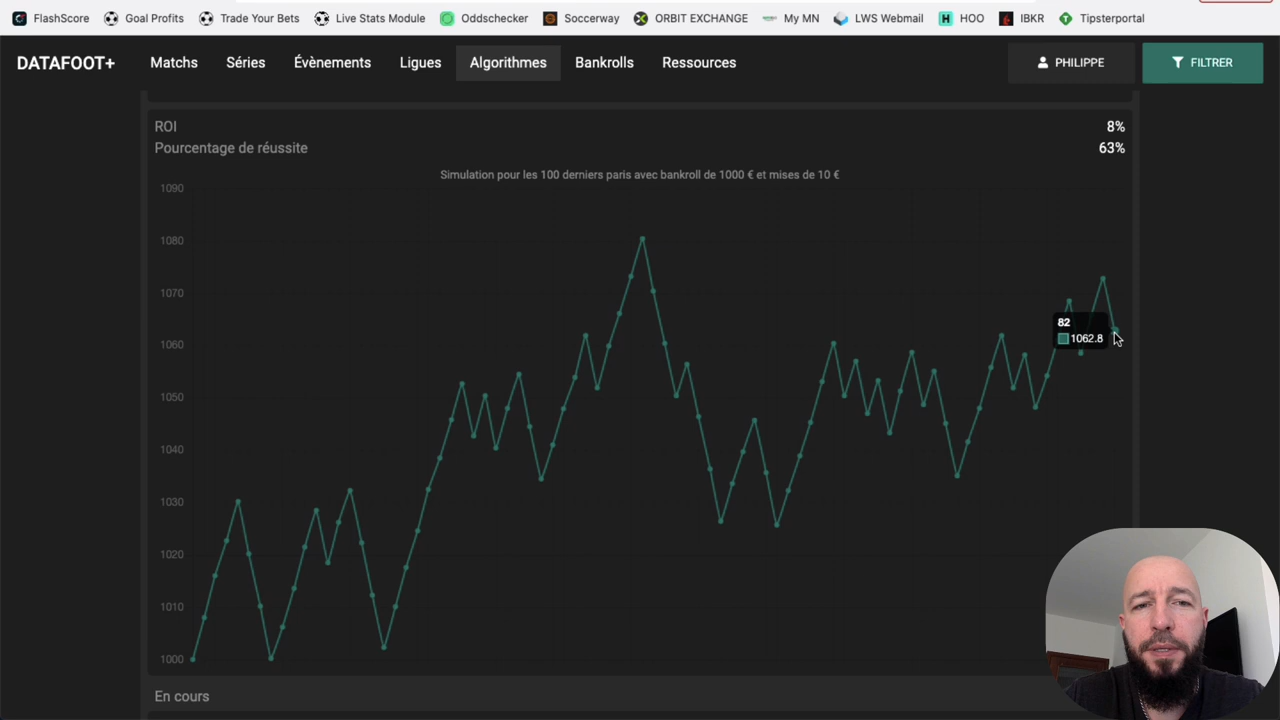 FlashScore Goal Profits Trade Your Bets Live Stats Module Oddschecker Soccerway ORBIT EXCHANGE My MN LWS Webmail H HOO IBKR Tipsterportal
DATAFOOT+ Matchs Séries Évènements Ligues Algorithmes Bankrolls Ressources PHILIPPE FILTRER
ROI 8%
Pourcentage de réussite 63%
Simulation pour les 100 derniers paris avec bankroll de 1000 € et mises de 10 €
1090
1080
1070
82
1062.8
1060
1050
1040
1030
1020
1010
1000
En cours